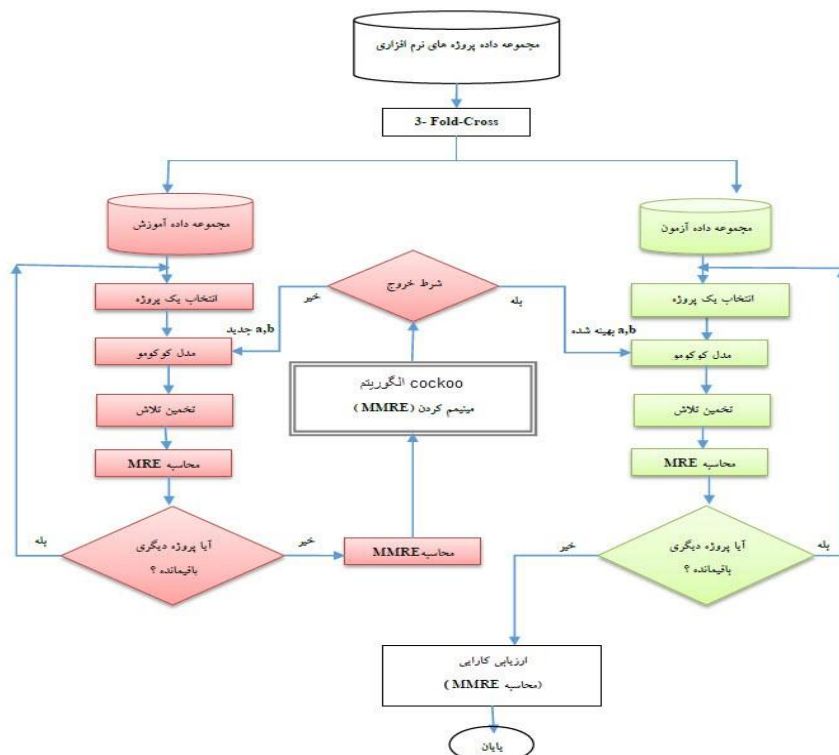 مجموعه داده پروژه های نرم افزاری
3- Fold-Cross
مجموعه داده آموزش
مجموعه داده آزمون
انتخاب یک پروژه
شرط خروج
خیر
بله
انتخاب یک پروژه
a,b جدید
a,b بهینه شده
مدل کوکومو
مدل کوکومو
cockoo الگوریتم
مینیمم کردن (MMRE)
تخمین تلاش
تخمین تلاش
محاسبه MRE
محاسبه MRE
آیا پروژه دیگری
باقیمانده ؟
بله
خیر
محاسبه MMRE
خیر
آیا پروژه دیگری
باقیمانده ؟
بله
ارزیابی کارایی
(محاسبه MMRE)
پایان